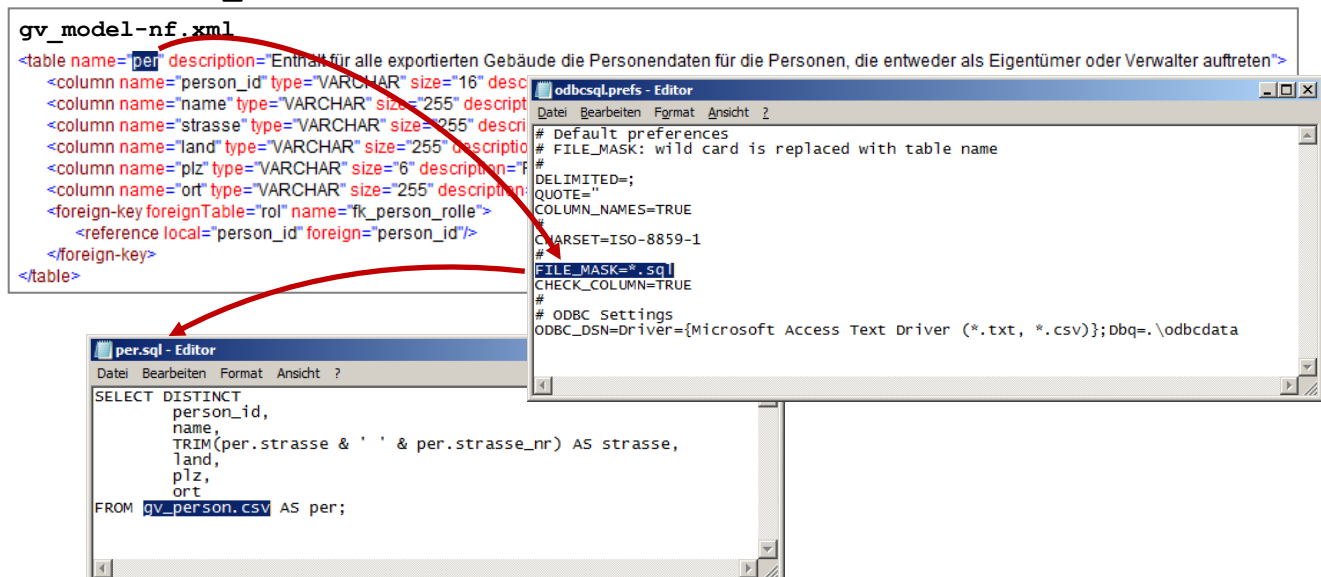 gv_model-nf.xml
<table name="per" description="Enthält für alle exportierten Gebäude die Personendaten für die Personen, die entweder als Eigentümer oder Verwalter auftreten">
<column name="person_id" type="VARCHAR" size="16" desc
<column name="name" type="VARCHAR" size="255" descript
<column name="strasse" type="VARCHAR" size="255" descri
<column name="land" type="VARCHAR" size="255" descriptio
<column name="plz" type="VARCHAR" size="6" description="
<column name="ort" type="VARCHAR" size="255" description=
<foreign-key foreignTable="rol" name="fk_person_rolle">
<reference local="person_id" foreign="person_id"/>
</foreign-key>
</table>
odbcsql.prefs - Editor
Datei Bearbeiten Format Ansicht ?
# Default preferences
# FILE_MASK: wild card is replaced with table name
#
DELIMITED=;
QUOTE="
COLUMN_NAMES=TRUE
#
CHARSET=ISO-8859-1
#
FILE_MASK=*.sql
CHECK_COLUMN=TRUE
#
# ODBC Settings
ODBC_DSN=Driver={Microsoft Access Text Driver (*.txt, *.csv)};Dbq=.\odbcdata
per.sql - Editor
Datei Bearbeiten Format Ansicht ?
SELECT DISTINCT
person_id,
name,
TRIM(per.strasse & ' ' & per.strasse_nr) AS strasse,
land,
plz,
ort
FROM gv_person.csv AS per;